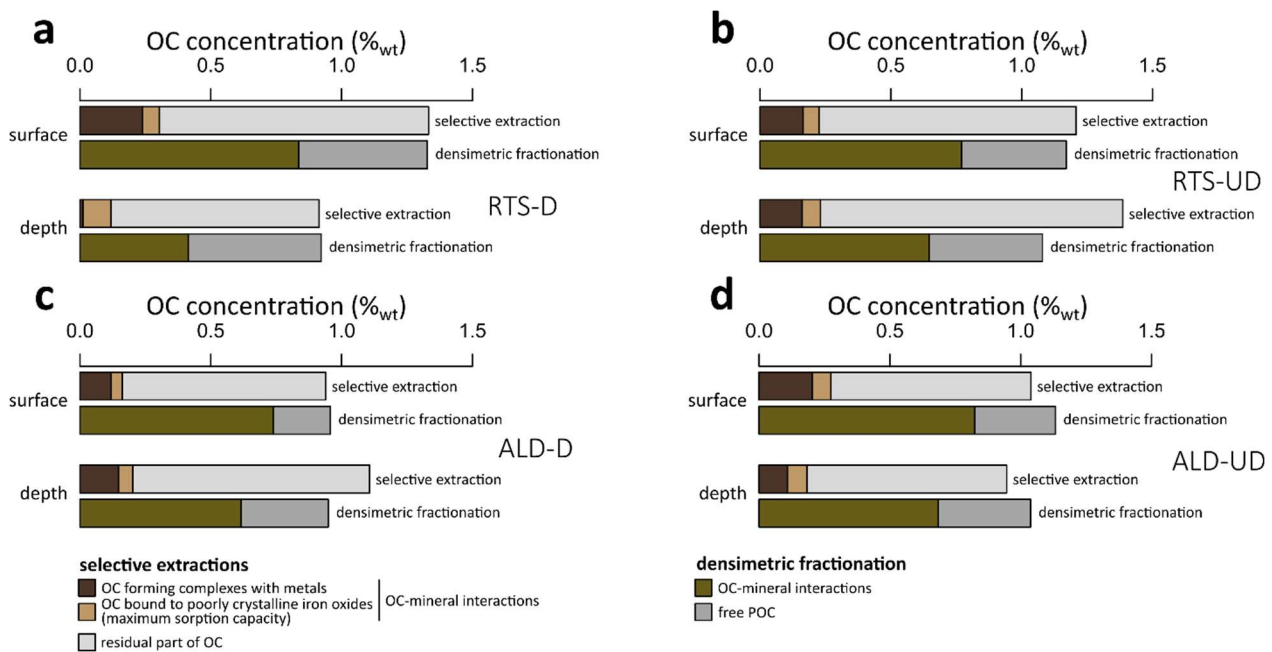 a
OC concentration (%wt)
0.0 0.5 1.0 1.5
surface
selective extraction
densimetric fractionation
RTS-D
depth
selective extraction
densimetric fractionation
b
OC concentration (%wt)
0.0 0.5 1.0 1.5
surface
selective extraction
densimetric fractionation
RTS-UD
depth
selective extraction
densimetric fractionation
c
OC concentration (%wt)
0.0 0.5 1.0 1.5
surface
selective extraction
densimetric fractionation
ALD-D
depth
selective extraction
densimetric fractionation
d
OC concentration (%wt)
0.0 0.5 1.0 1.5
surface
selective extraction
densimetric fractionation
ALD-UD
depth
selective extraction
densimetric fractionation
selective extractions
OC forming complexes with metals
OC bound to poorly crystalline iron oxides
(maximum sorption capacity)
OC-mineral interactions
residual part of OC
densimetric fractionation
OC-mineral interactions
free POC